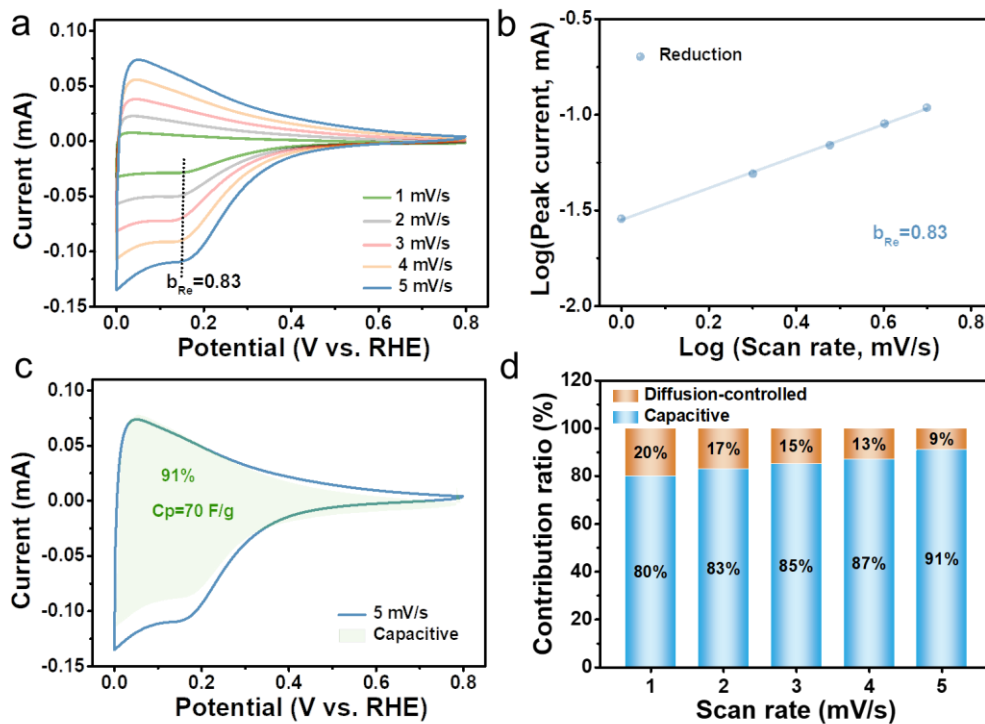 a
Current (mA)
0.10
0.05
0.00
-0.05
-0.10
-0.15
1 mV/s
2 mV/s
3 mV/s
4 mV/s
5 mV/s
b_Re=0.83
0.0 0.2 0.4 0.6 0.8
Potential (V vs. RHE)
b
Log(Peak current, mA)
-0.5
-1.0
-1.5
-2.0
Reduction
b_Re=0.83
0.0 0.2 0.4 0.6 0.8
Log (Scan rate, mV/s)
c
Current (mA)
0.10
0.05
0.00
-0.05
-0.10
-0.15
91%
Cp=70 F/g
5 mV/s
Capacitive
0.0 0.2 0.4 0.6 0.8
Potential (V vs. RHE)
d
Contribution ratio (%)
120
100
80
60
40
20
0
Diffusion-controlled
Capacitive
20% 17% 15% 13% 9%
80% 83% 85% 87% 91%
1 2 3 4 5
Scan rate (mV/s)